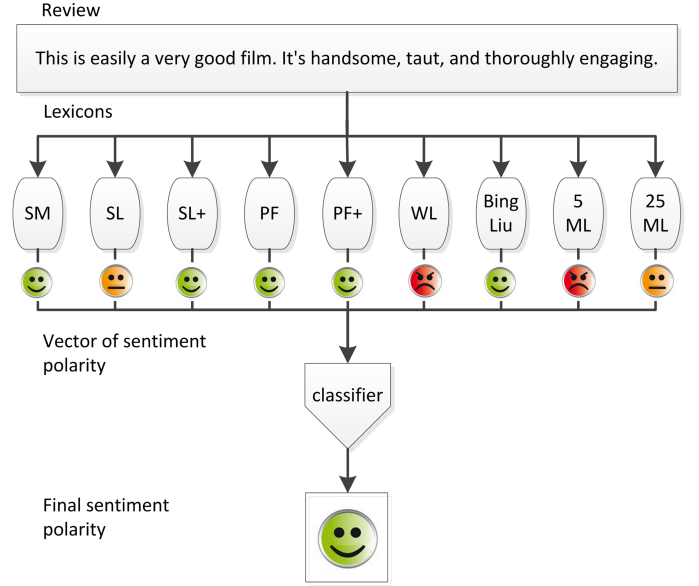 Review
This is easily a very good film. It's handsome, taut, and thoroughly engaging.
Lexicons
SM
SL
SL+
PF
PF+
WL
Bing
Liu
5
ML
25
ML
Vector of sentiment
polarity
classifier
Final sentiment
polarity